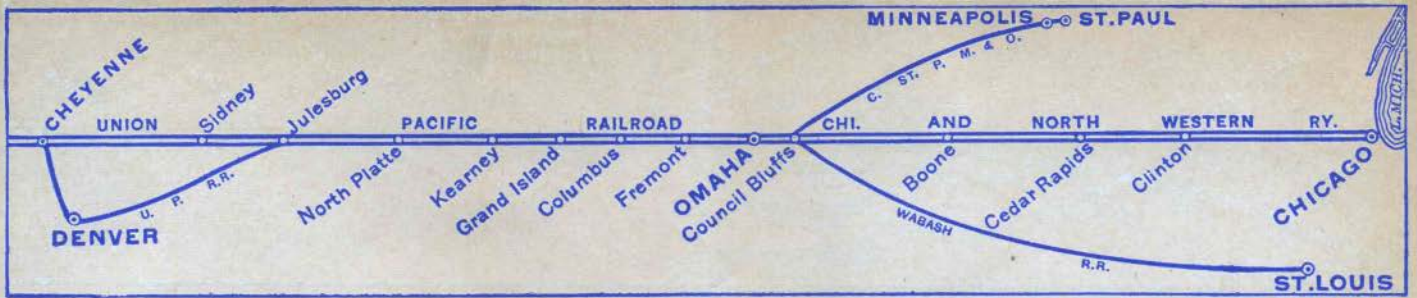 MINNEAPOLIS ST. PAUL
C. ST. P. M. & O.
L. MICH.
CHEYENNE
UNION PACIFIC RAILROAD
CHI. AND NORTH WESTERN RY.
Sidney
Julesburg
North Platte
Kearney
Grand Island
Columbus
Fremont
OMAHA
Council Bluffs
Boone
Cedar Rapids
Clinton
CHICAGO
U. P. R.R.
DENVER
WABASH R.R.
ST. LOUIS